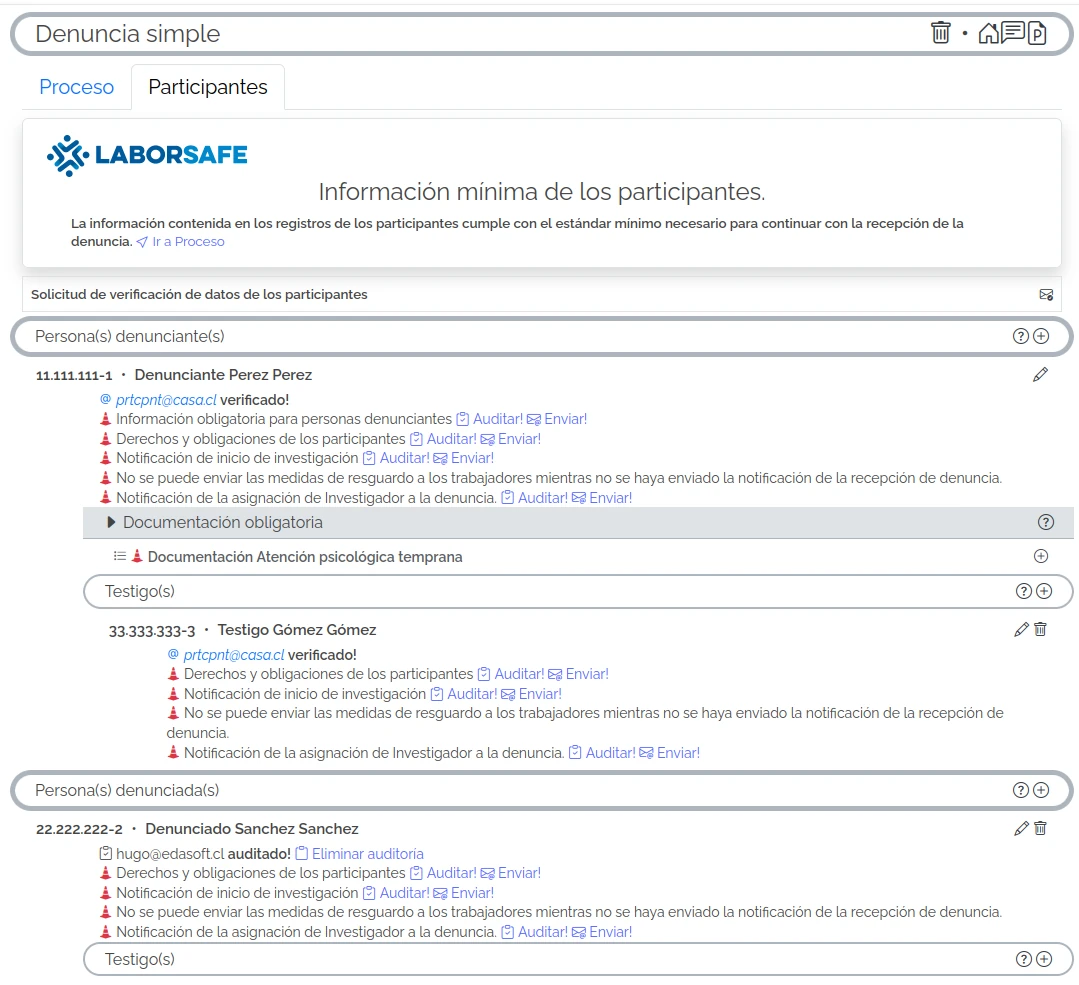 Denuncia simple
Proceso
Participantes
LABORSAFE
Información mínima de los participantes.
La información contenida en los registros de los participantes cumple con el estándar mínimo necesario para continuar con la recepción de la
denuncia. Ir a Proceso
Solicitud de verificación de datos de los participantes
Persona(s) denunciante(s)
11.111.111-1 · Denunciante Perez Perez
@ prtcpnt@casa.cl verificado!
Información obligatoria para personas denunciantes Auditar! Enviar!
Derechos y obligaciones de los participantes Auditar! Enviar!
Notificación de inicio de investigación Auditar! Enviar!
No se puede enviar las medidas de resguardo a los trabajadores mientras no se haya enviado la notificación de la recepción de denuncia.
Notificación de la asignación de Investigador a la denuncia. Auditar! Enviar!
Documentación obligatoria
Documentación Atención psicológica temprana
Testigo(s)
33.333.333-3 · Testigo Gómez Gómez
@ prtcpnt@casa.cl verificado!
Derechos y obligaciones de los participantes Auditar! Enviar!
Notificación de inicio de investigación Auditar! Enviar!
No se puede enviar las medidas de resguardo a los trabajadores mientras no se haya enviado la notificación de la recepción de
denuncia.
Notificación de la asignación de Investigador a la denuncia. Auditar! Enviar!
Persona(s) denunciada(s)
22.222.222-2 · Denunciado Sanchez Sanchez
hugo@edasoft.cl auditado! Eliminar auditoría
Derechos y obligaciones de los participantes Auditar! Enviar!
Notificación de inicio de investigación Auditar! Enviar!
No se puede enviar las medidas de resguardo a los trabajadores mientras no se haya enviado la notificación de la recepción de denuncia.
Notificación de la asignación de Investigador a la denuncia. Auditar! Enviar!
Testigo(s)